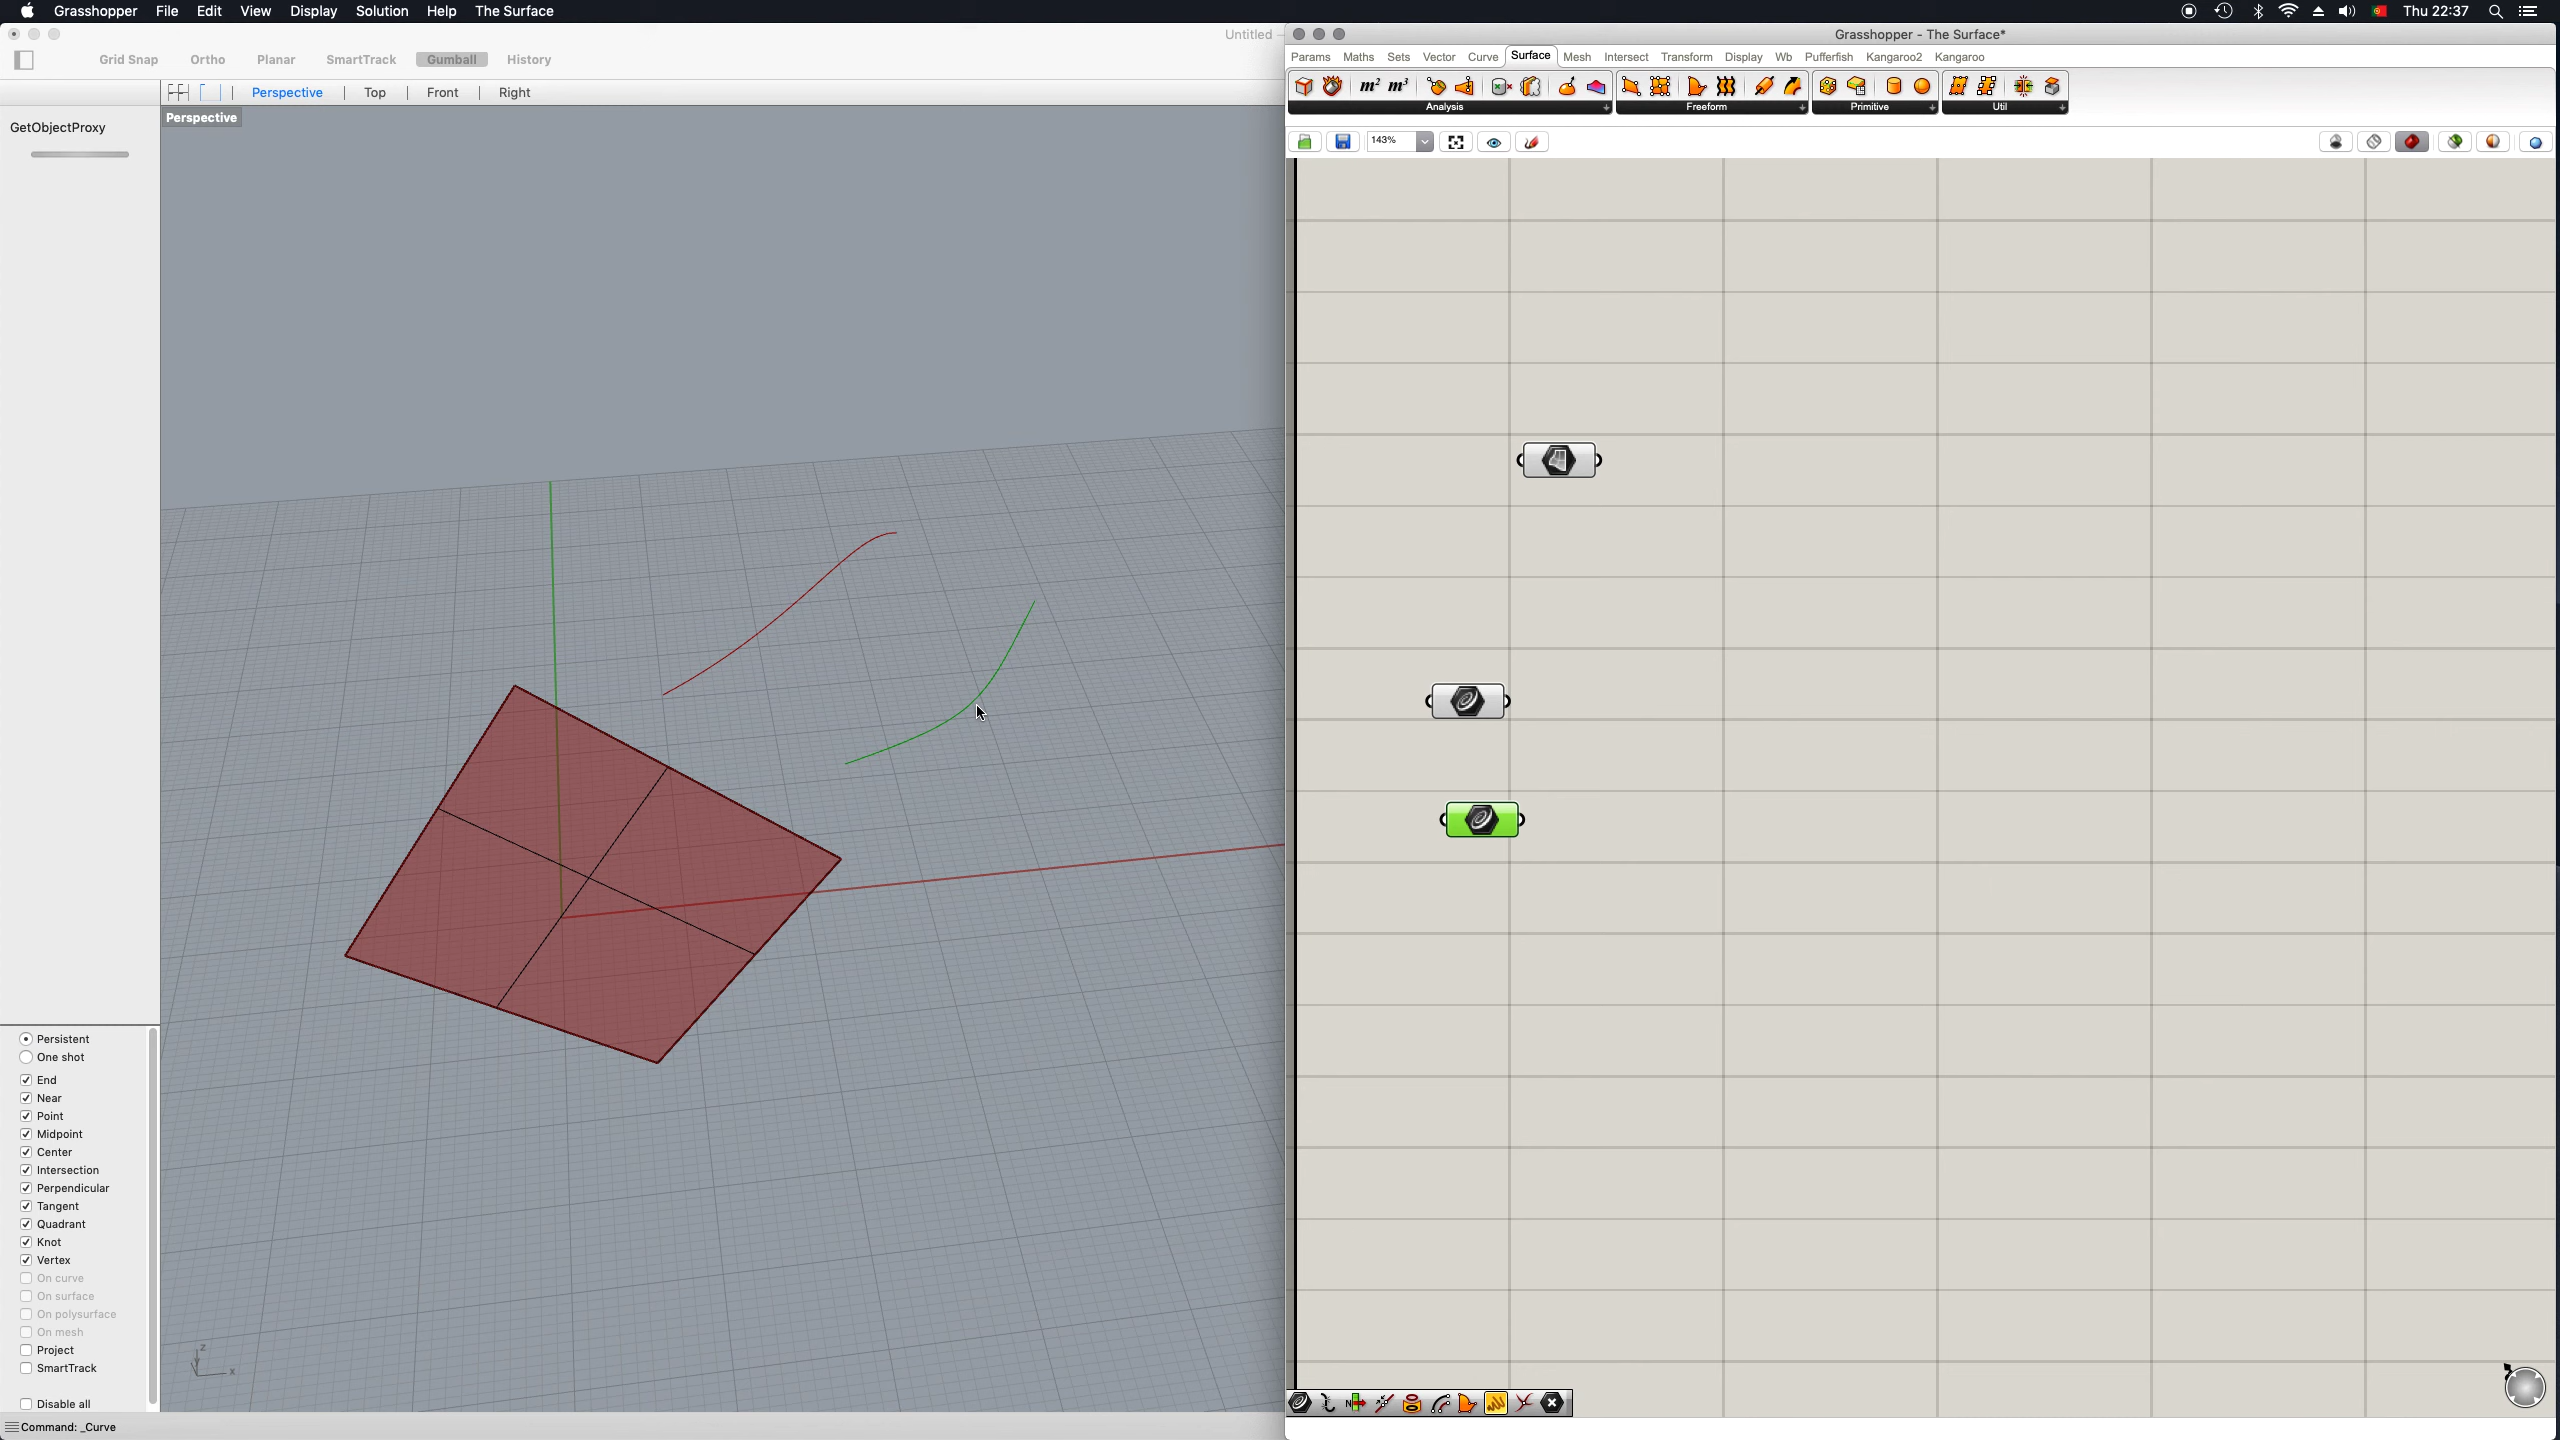 Grasshopper File Edit View Display Solution Help The Surface Thu 22:37
Untitled — Grasshopper - The Surface*
Grid Snap Ortho Planar SmartTrack Gumball History
Params Maths Sets Vector Curve Surface Mesh Intersect Transform Display Wb Pufferfish Kangaroo2 Kangaroo
Perspective Top Front Right
m² m³
Analysis Freeform Primitive Util
Perspective
GetObjectProxy
143%
Persistent
One shot
End
Near
Point
Midpoint
Center
Intersection
Perpendicular
Tangent
Quadrant
Knot
Vertex
On curve
On surface
On polysurface
On mesh
Project
SmartTrack
Disable all
z
x
N
Command: _Curve